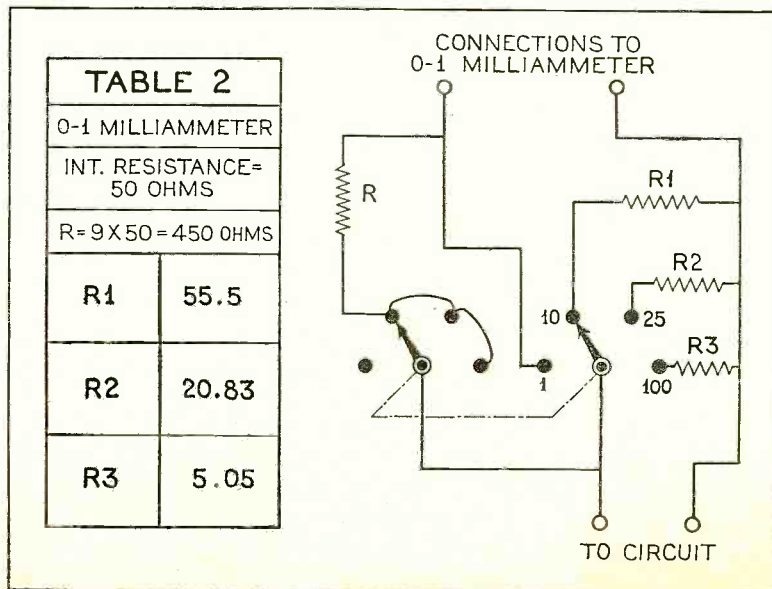 TABLE 2
0-1 MILLIAMMETER
INT. RESISTANCE=
50 OHMS
R=9X50=450 OHMS
R1 55.5
R2 20.83
R3 5.05
CONNECTIONS TO
0-1 MILLIAMMETER
R
R1
R2
R3
10
25
1
100
TO CIRCUIT